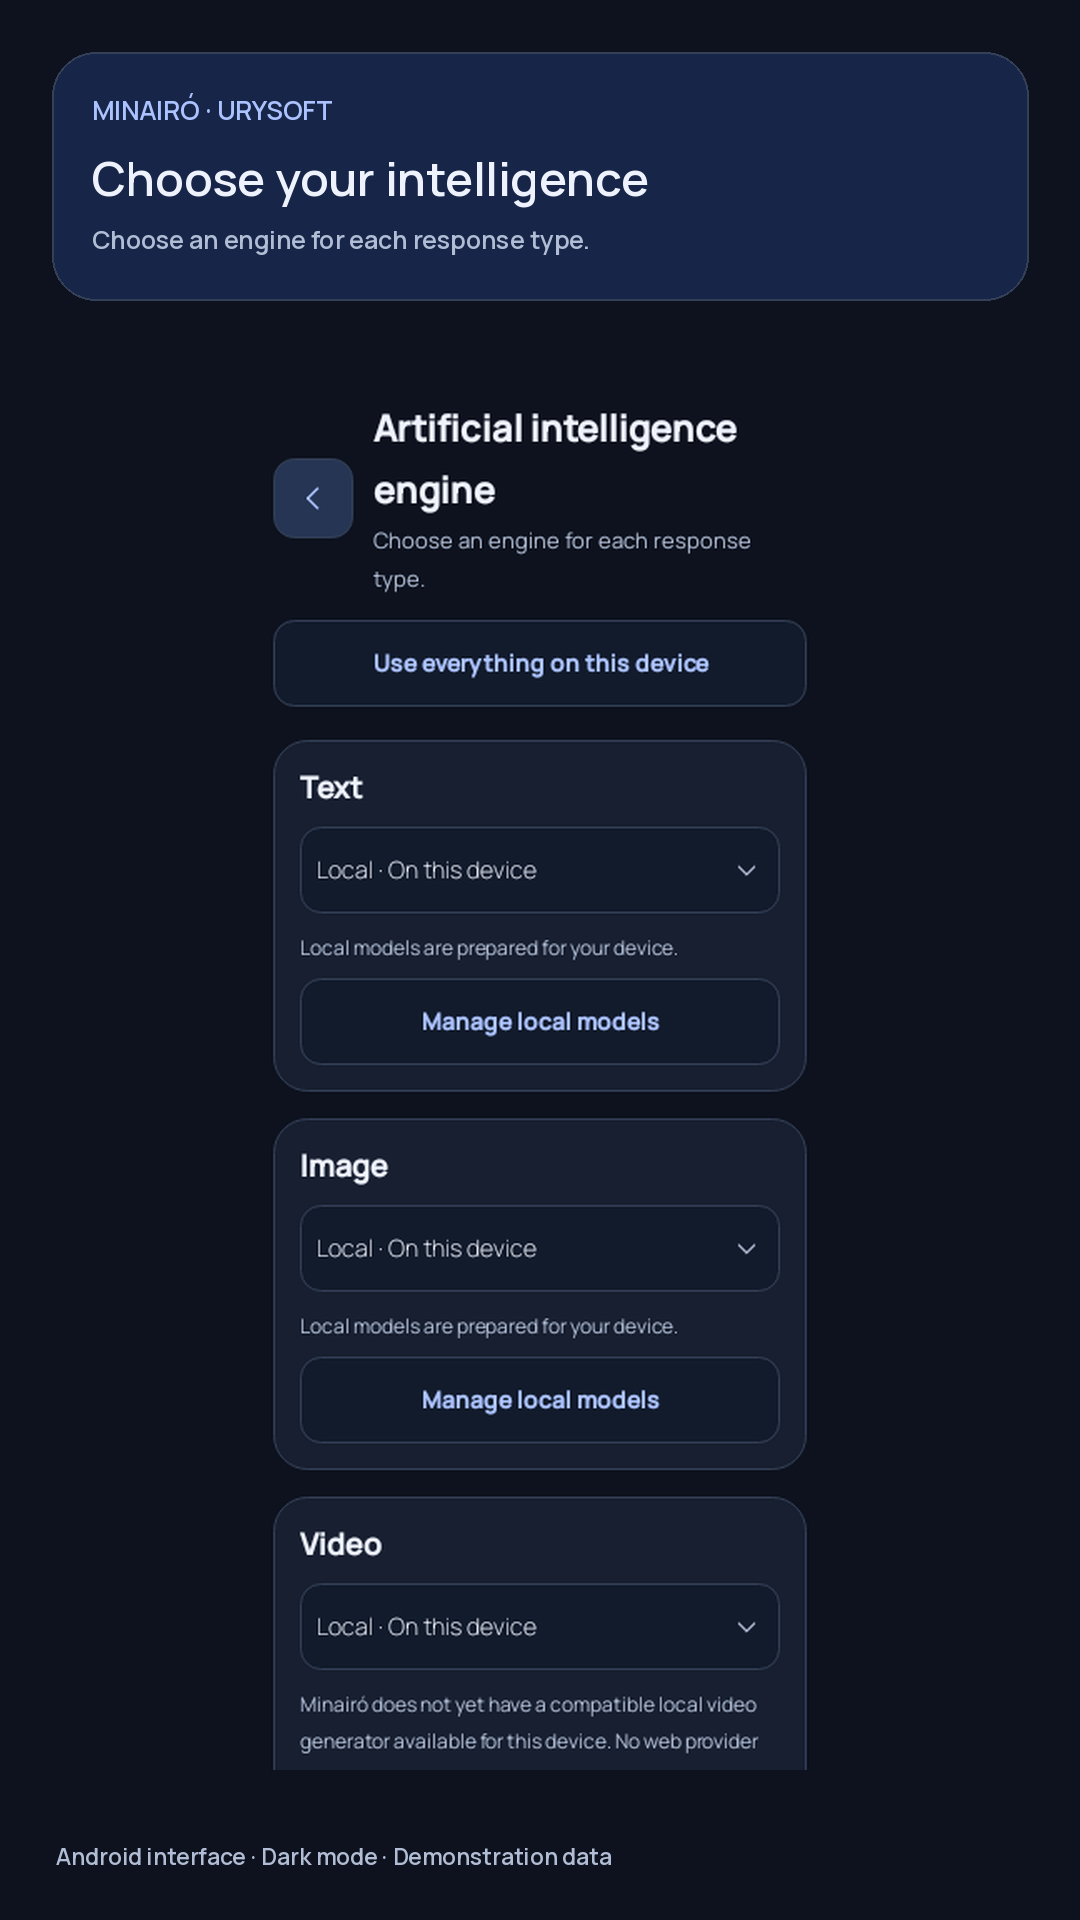 MINAIRÓ · URYSOFT
Choose your intelligence
Choose an engine for each response type.
Artificial intelligence
engine
Choose an engine for each response
type.
Use everything on this device
Text
Local · On this device
Local models are prepared for your device.
Manage local models
Image
Local · On this device
Local models are prepared for your device.
Manage local models
Video
Local · On this device
Minairó does not yet have a compatible local video
generator available for this device. No web provider
Android interface · Dark mode · Demonstration data